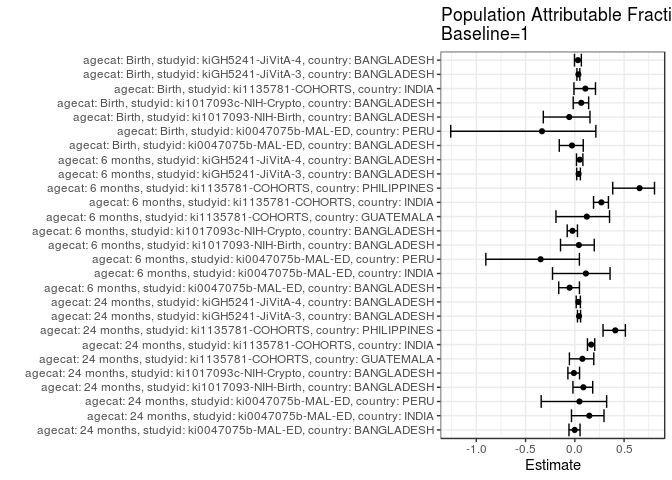 Population Attributable Fracti
Baseline=1
agecat: Birth, studyid: kiGH5241-JiVitA-4, country: BANGLADESH
agecat: Birth, studyid: kiGH5241-JiVitA-3, country: BANGLADESH
agecat: Birth, studyid: ki1135781-COHORTS, country: INDIA
agecat: Birth, studyid: ki1017093c-NIH-Crypto, country: BANGLADESH
agecat: Birth, studyid: ki1017093-NIH-Birth, country: BANGLADESH
agecat: Birth, studyid: ki0047075b-MAL-ED, country: PERU
agecat: Birth, studyid: ki0047075b-MAL-ED, country: BANGLADESH
agecat: 6 months, studyid: kiGH5241-JiVitA-4, country: BANGLADESH
agecat: 6 months, studyid: kiGH5241-JiVitA-3, country: BANGLADESH
agecat: 6 months, studyid: ki1135781-COHORTS, country: PHILIPPINES
agecat: 6 months, studyid: ki1135781-COHORTS, country: INDIA
agecat: 6 months, studyid: ki1135781-COHORTS, country: GUATEMALA
agecat: 6 months, studyid: ki1017093c-NIH-Crypto, country: BANGLADESH
agecat: 6 months, studyid: ki1017093-NIH-Birth, country: BANGLADESH
agecat: 6 months, studyid: ki0047075b-MAL-ED, country: PERU
agecat: 6 months, studyid: ki0047075b-MAL-ED, country: INDIA
agecat: 6 months, studyid: ki0047075b-MAL-ED, country: BANGLADESH
agecat: 24 months, studyid: kiGH5241-JiVitA-4, country: BANGLADESH
agecat: 24 months, studyid: kiGH5241-JiVitA-3, country: BANGLADESH
agecat: 24 months, studyid: ki1135781-COHORTS, country: PHILIPPINES
agecat: 24 months, studyid: ki1135781-COHORTS, country: INDIA
agecat: 24 months, studyid: ki1135781-COHORTS, country: GUATEMALA
agecat: 24 months, studyid: ki1017093c-NIH-Crypto, country: BANGLADESH
agecat: 24 months, studyid: ki1017093-NIH-Birth, country: BANGLADESH
agecat: 24 months, studyid: ki0047075b-MAL-ED, country: PERU
agecat: 24 months, studyid: ki0047075b-MAL-ED, country: INDIA
agecat: 24 months, studyid: ki0047075b-MAL-ED, country: BANGLADESH
-1.0 -0.5 0.0 0.5
Estimate